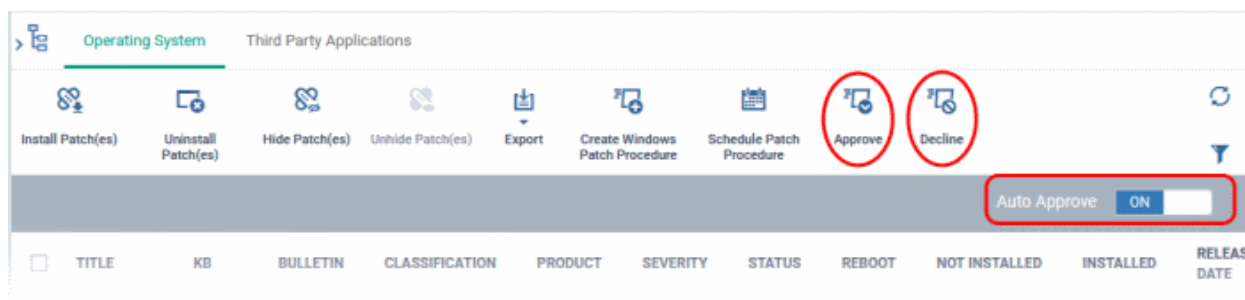 Operating System Third Party Applications
Install Patch(es) Uninstall Hide Patch(es) Unhide Patch(es) Export Create Windows Schedule Patch Approve Decline
Patch(es) Patch Procedure Procedure
Auto Approve ON
TITLE KB BULLETIN CLASSIFICATION PRODUCT SEVERITY STATUS REBOOT NOT INSTALLED INSTALLED RELEAS
DATE